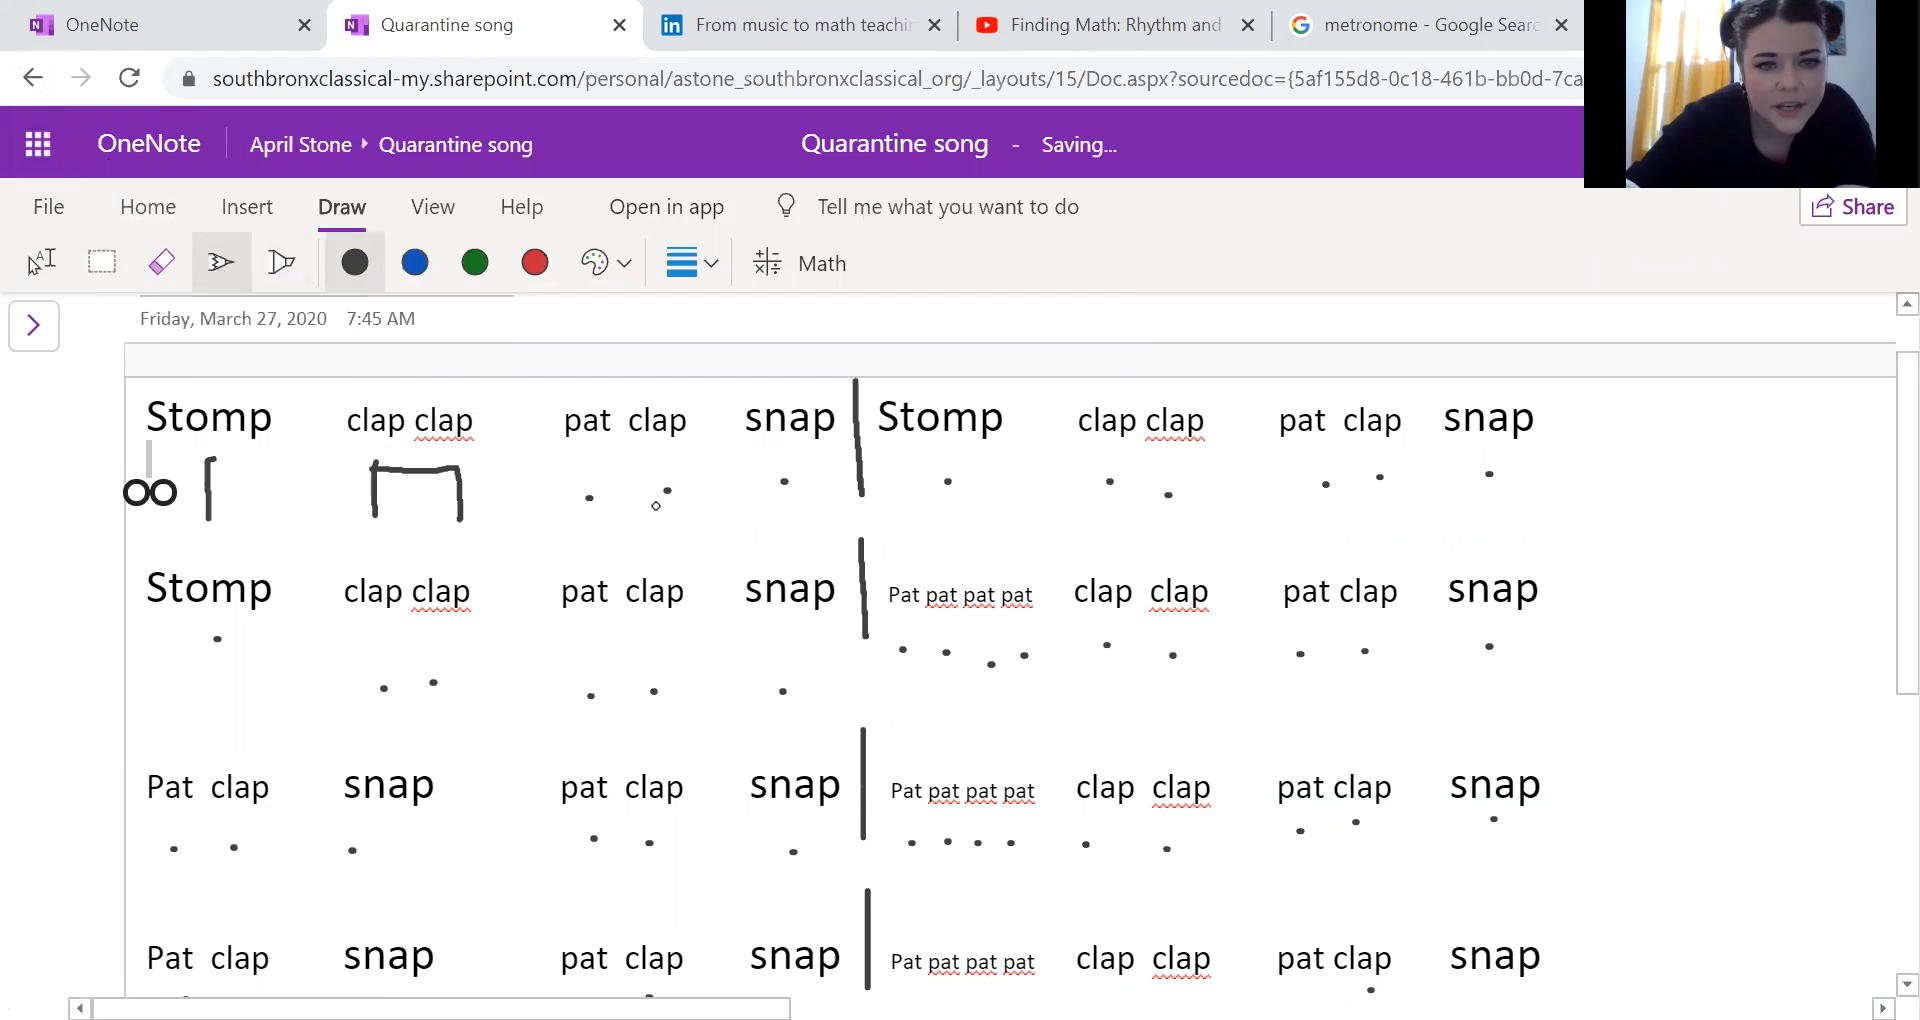 OneNote
Quarantine song
From music to math teachin
Finding Math: Rhythm and
metronome - Google Searc
southbronxclassical-my.sharepoint.com/personal/astone_southbronxclassical_org/_layouts/15/Doc.aspx?sourcedoc={5af155d8-0c18-461b-bb0d-7ca
OneNote April Stone Quarantine song Quarantine song - Saving...
File Home Insert Draw View Help Open in app Tell me what you want to do Share
Math
Friday, March 27, 2020 7:45 AM
Stomp clap clap pat clap snap Stomp clap clap pat clap snap
Stomp clap clap pat clap snap Pat pat pat pat clap clap pat clap snap
Pat clap snap pat clap snap Pat pat pat pat clap clap pat clap snap
Pat clap snap pat clap snap Pat pat pat pat clap clap pat clap snap